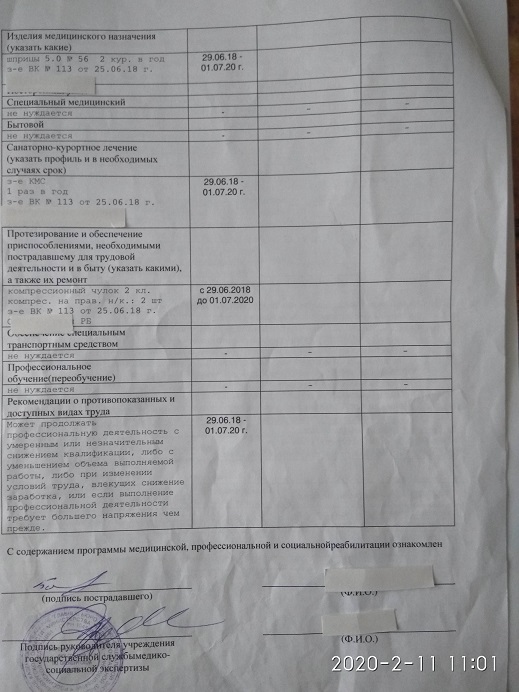 Изделия медицинского назначения
(указать какие)
шприцы 5.0 № 56 2 кур. в год
з-е ВК № 113 от 25.06.18 г.
29.06.18 -
01.07.20 г.
Специальный медицинский
не нуждается - - -
Бытовой
не нуждается - - -
Санаторно-курортное лечение
(указать профиль и в необходимых
случаях срок)
з-е КМС
1 раз в год
з-е ВК № 113 от 25.06.18 г.
29.06.18 -
01.07.20 г.
Протезирование и обеспечение
приспособлениями, необходимыми
пострадавшему для трудовой
деятельности и в быту (указать какими),
а также их ремонт
компрессионный чулок 2 кл.
компрес. на прав. н/к.: 2 шт
з-е ВК № 113 от 25.06.18 г.
РБ
с 29.06.2018
до 01.07.2020
специальным
транспортным средством
не нуждается - - -
Профессиональное
обучение(переобучение)
не нуждается - - -
Рекомендации о противопоказанных и
доступных видах труда
Может продолжать
профессиональную деятельность с
умеренным или незначительным
снижением квалификации, либо с
уменьшением объема выполняемой
работы, либо при изменении
условий труда, влекущих снижение
заработка, или если выполнение
профессиональной деятельности
требует большего напряжения чем
прежде.
29.06.18 -
01.07.20 г.
С содержанием программы медицинской, профессиональной и социальнойреабилитации ознакомлен
(подпись пострадавшего)
(Ф.И.О.)
Подпись руководителя учреждения
государственной службымедико-
социальной экспертизы
(Ф.И.О.)
2020-2-11 11:01